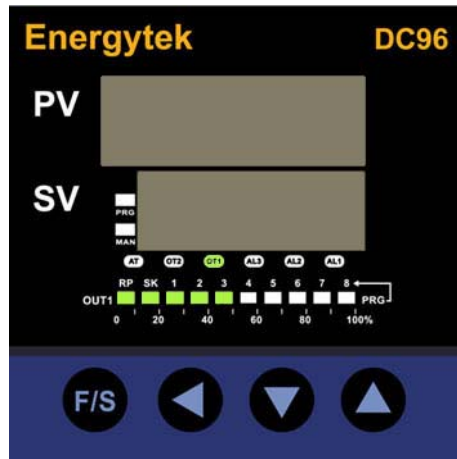 Energytek DC96
PV
SV
PRG
MAN
AT OT2 OT1 AL3 AL2 AL1
RP SK 1 2 3 4 5 6 7 8
OUT1 PRG
0 20 40 60 80 100%
F/S